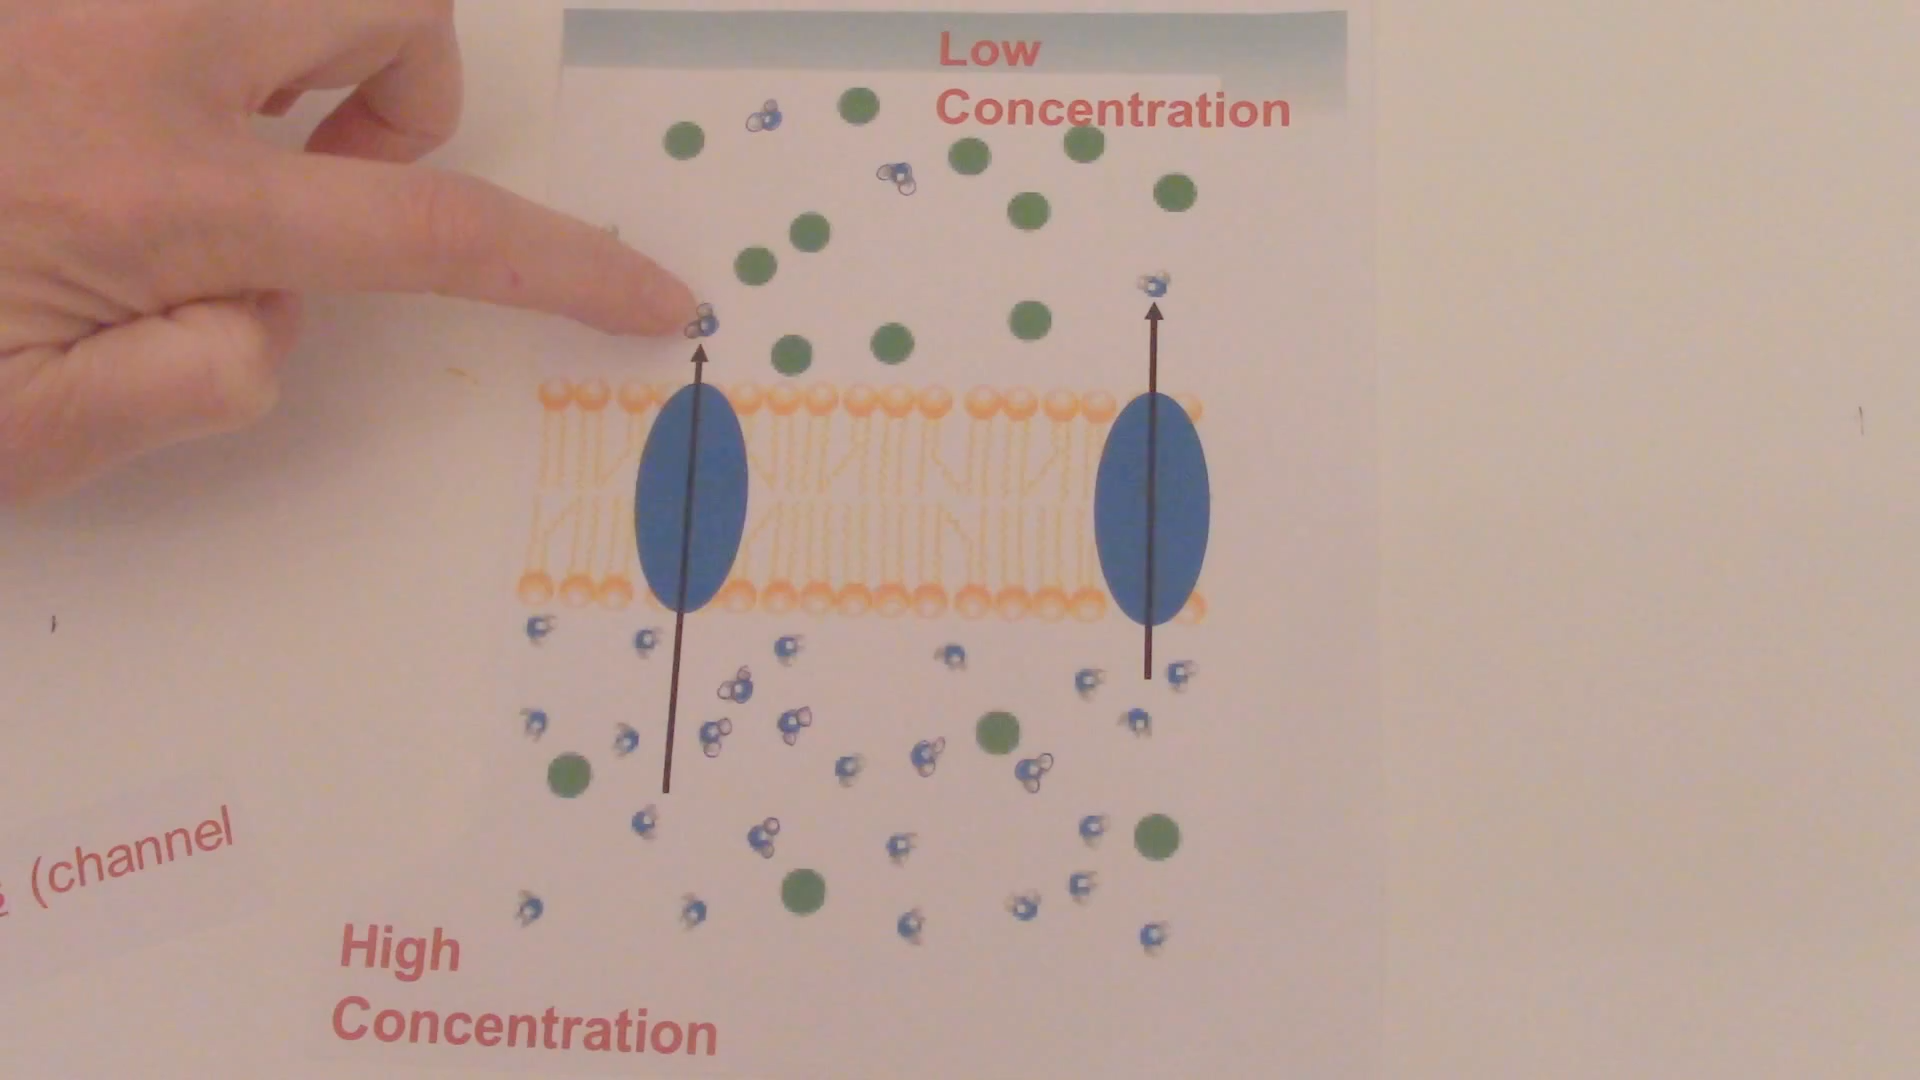 Low
Concentration
(channel
High
Concentration